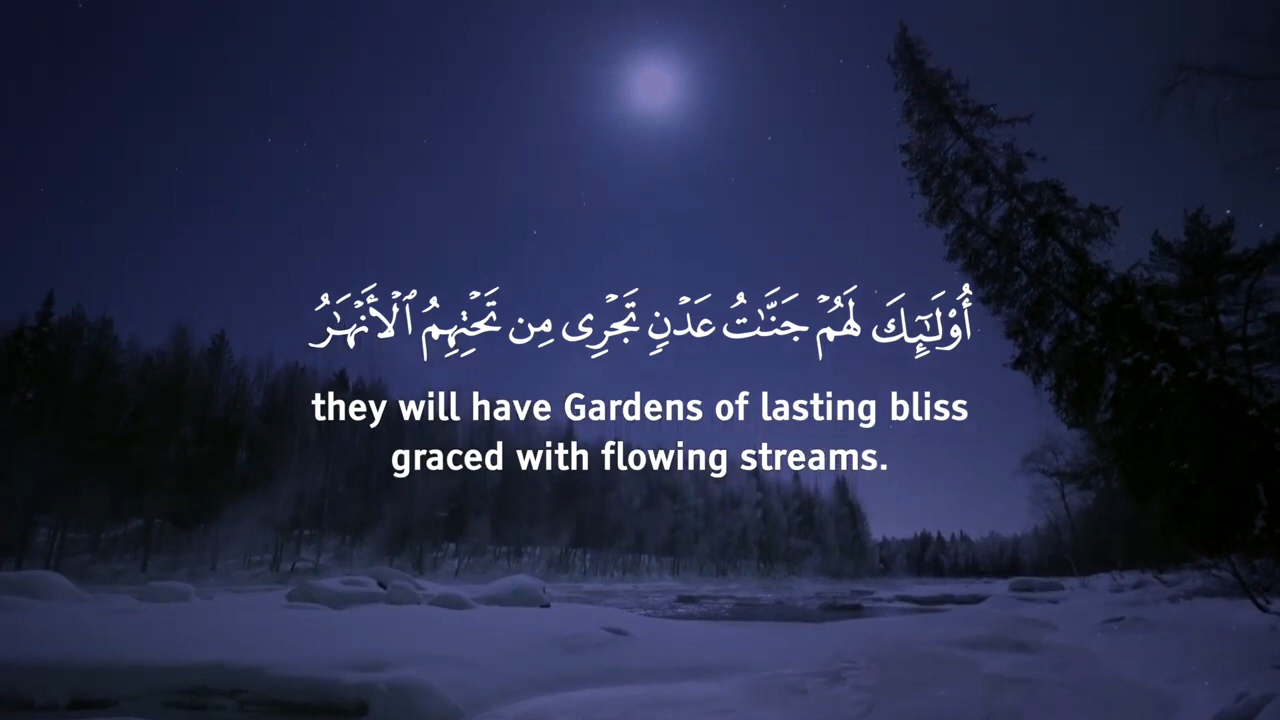 أُوْلَـٰٓئِكَ لَهُمْ جَنَّـٰتُ عَدْنٍ تَجْرِى مِن تَحْتِهِمُ ٱلْأَنْهَـٰرُ
they will have Gardens of lasting bliss
graced with flowing streams.